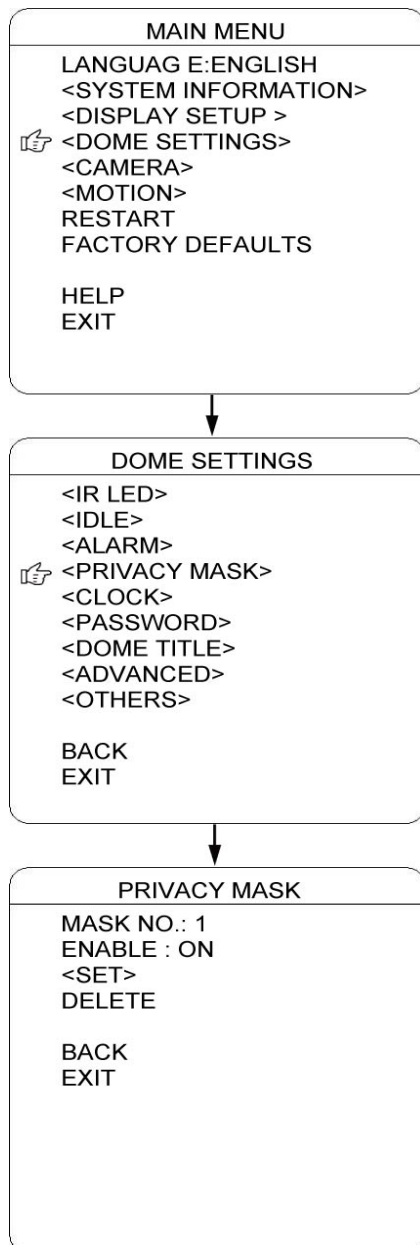 MAIN MENU
LANGUAG E:ENGLISH
<SYSTEM INFORMATION>
<DISPLAY SETUP >
<DOME SETTINGS>
<CAMERA>
<MOTION>
RESTART
FACTORY DEFAULTS
HELP
EXIT
DOME SETTINGS
<IR LED>
<IDLE>
<ALARM>
<PRIVACY MASK>
<CLOCK>
<PASSWORD>
<DOME TITLE>
<ADVANCED>
<OTHERS>
BACK
EXIT
PRIVACY MASK
MASK NO.: 1
ENABLE : ON
<SET>
DELETE
BACK
EXIT